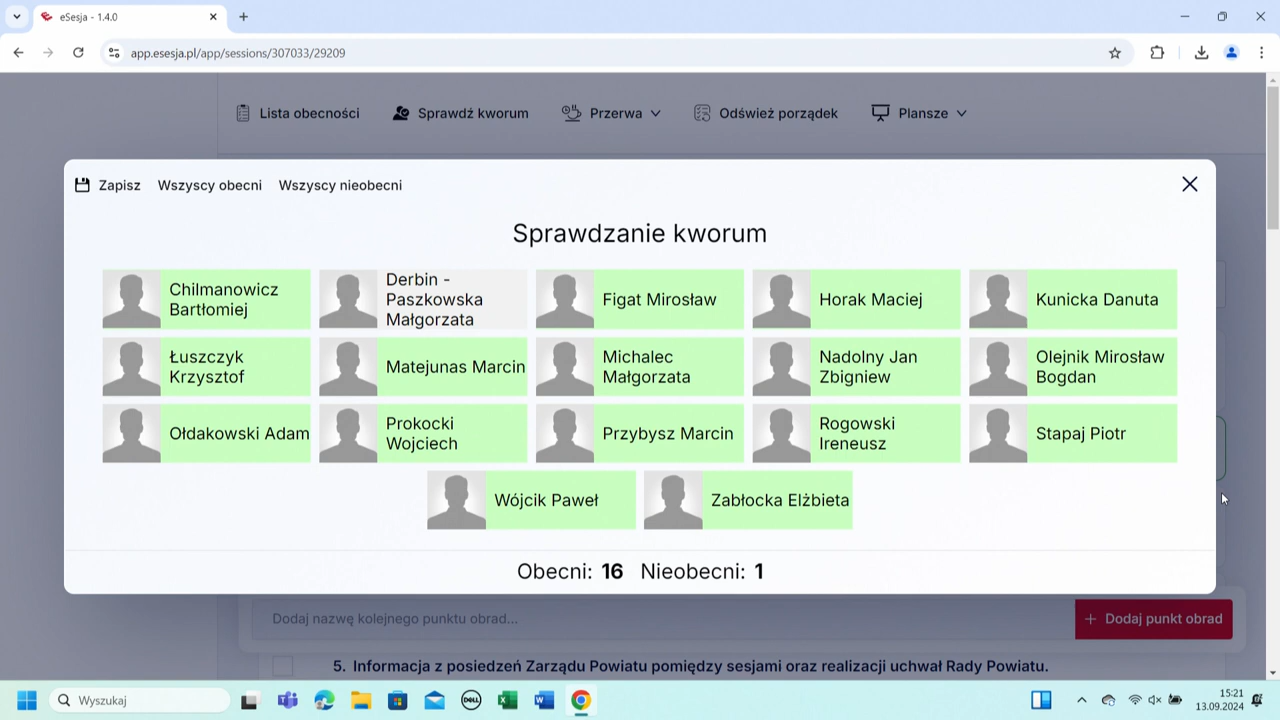 eSesja - 1.4.0
app.esesja.pl/app/sessions/307033/29209
Lista obecności
Sprawdź kworum
Przerwa
Odśwież porządek
Plansze
Zapisz
Wszyscy obecni
Wszyscy nieobecni
Sprawdzanie kworum
Chilmanowicz
Bartłomiej
Derbin -
Paszkowska
Małgorzata
Figat Mirosław
Horak Maciej
Kunicka Danuta
Łuszczyk
Krzysztof
Matejunas Marcin
Michalec
Małgorzata
Nadolny Jan
Zbigniew
Olejnik Mirosław
Bogdan
Ołdakowski Adam
Prokocki
Wojciech
Przybysz Marcin
Rogowski
Ireneusz
Stapaj Piotr
Wójcik Paweł
Zabłocka Elżbieta
Obecni: 16 Nieobecni: 1
Dodaj nazwę kolejnego punktu obrad...
+ Dodaj punkt obrad
5. Informacja z posiedzeń Zarządu Powiatu pomiędzy sesjami oraz realizacji uchwał Rady Powiatu.
Wyszukaj
DELL
15:21
13.09.2024